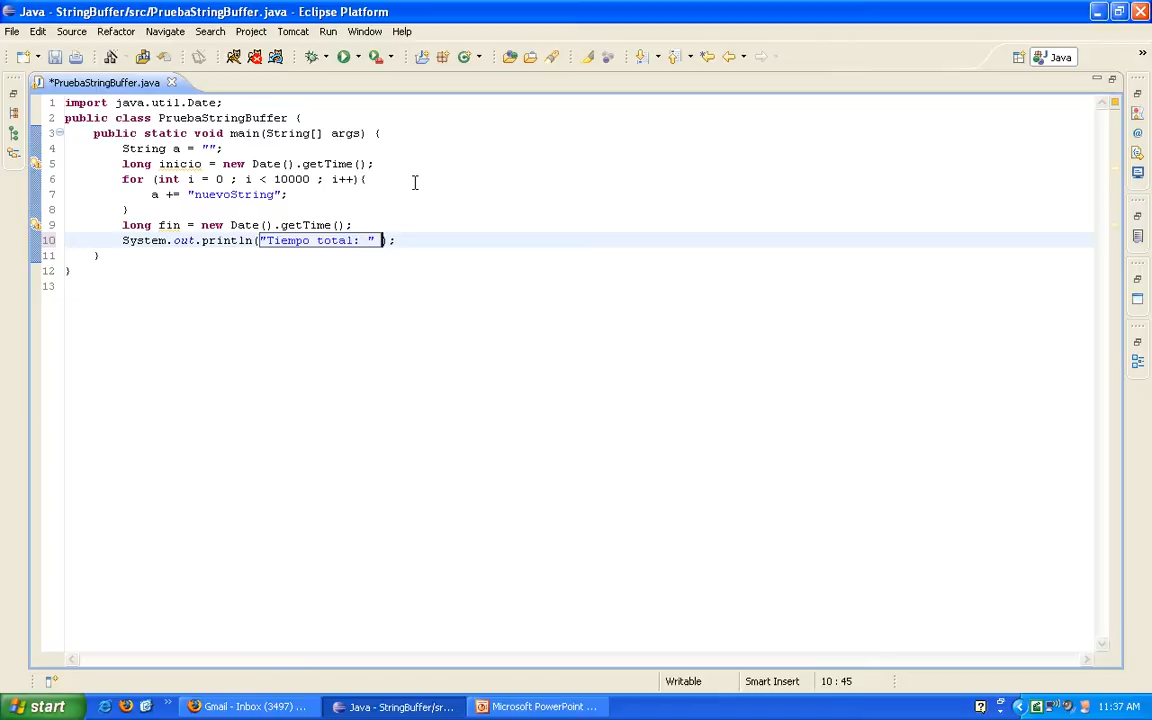 Java - StringBuffer/src/PruebaStringBuffer.java - Eclipse Platform
File Edit Source Refactor Navigate Search Project Tomcat Run Window Help
Java
*PruebaStringBuffer.java
1 import java.util.Date;
2 public class PruebaStringBuffer {
3 public static void main(String[] args) {
4 String a = "";
5 long inicio = new Date().getTime();
6 for (int i = 0 ; i < 10000 ; i++){
7 a += "nuevoString";
8 }
9 long fin = new Date().getTime();
10 System.out.println("Tiempo total: " );
11 }
12 }
13
Writable Smart Insert 10 : 45
start Gmail - Inbox (3497) ... Java - StringBuffer/sr... Microsoft PowerPoint ... 11:37 AM